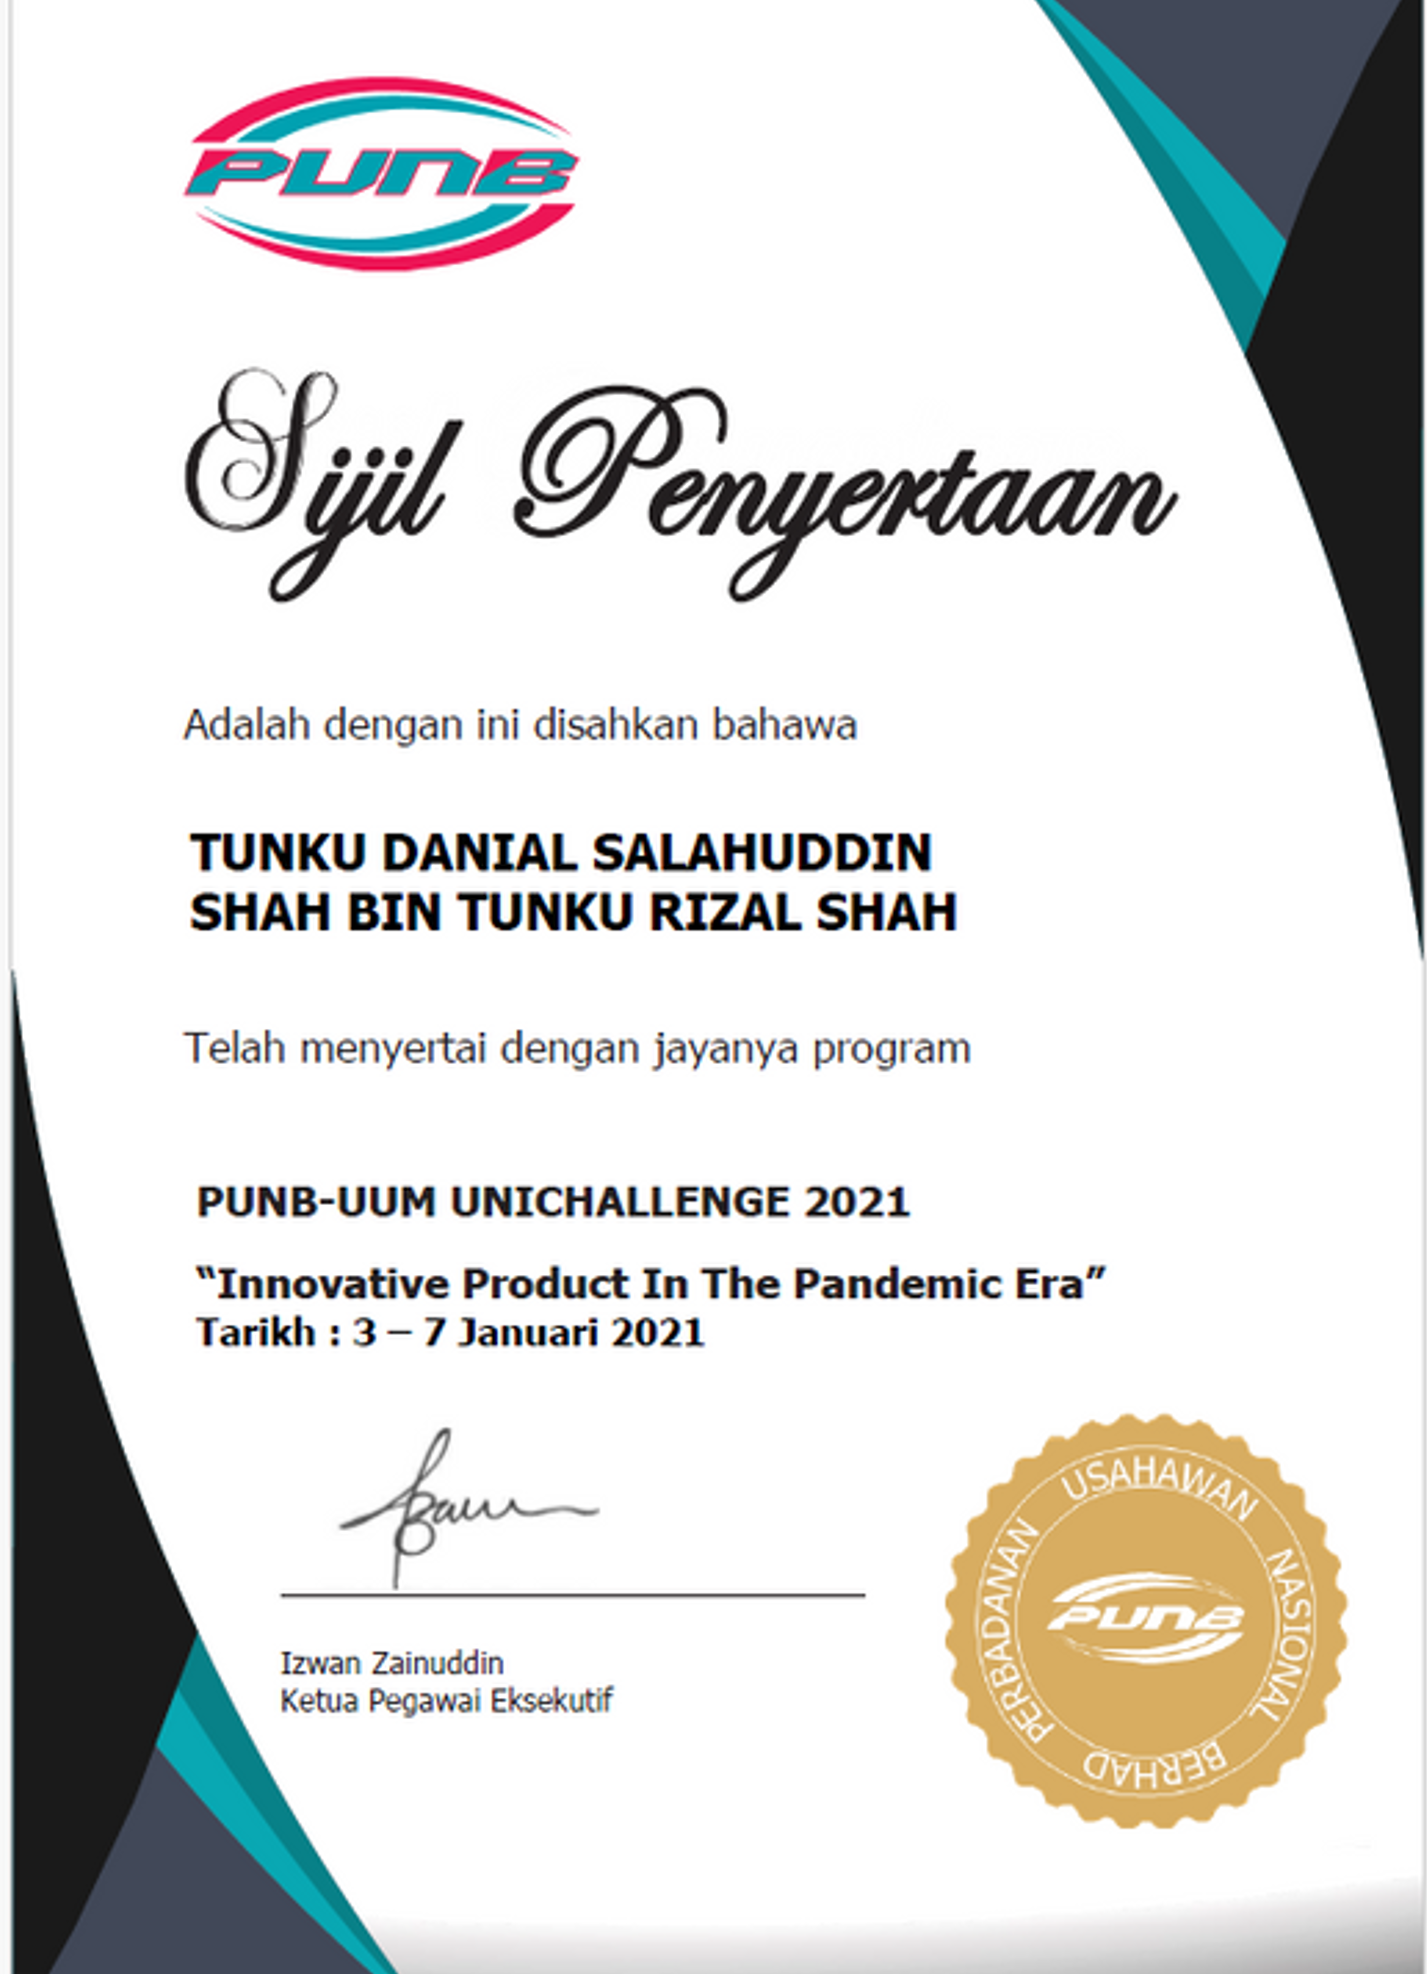 PUNB
Sijil Penyertaan
Adalah dengan ini disahkan bahawa
TUNKU DANIAL SALAHUDDIN
SHAH BIN TUNKU RIZAL SHAH
Telah menyertai dengan jayanya program
PUNB-UUM UNICHALLENGE 2021
“Innovative Product In The Pandemic Era”
Tarikh : 3 – 7 Januari 2021
Izwan Zainuddin
Ketua Pegawai Eksekutif
PERBADANAN USAHAWAN NASIONAL BERHAD
PUNB